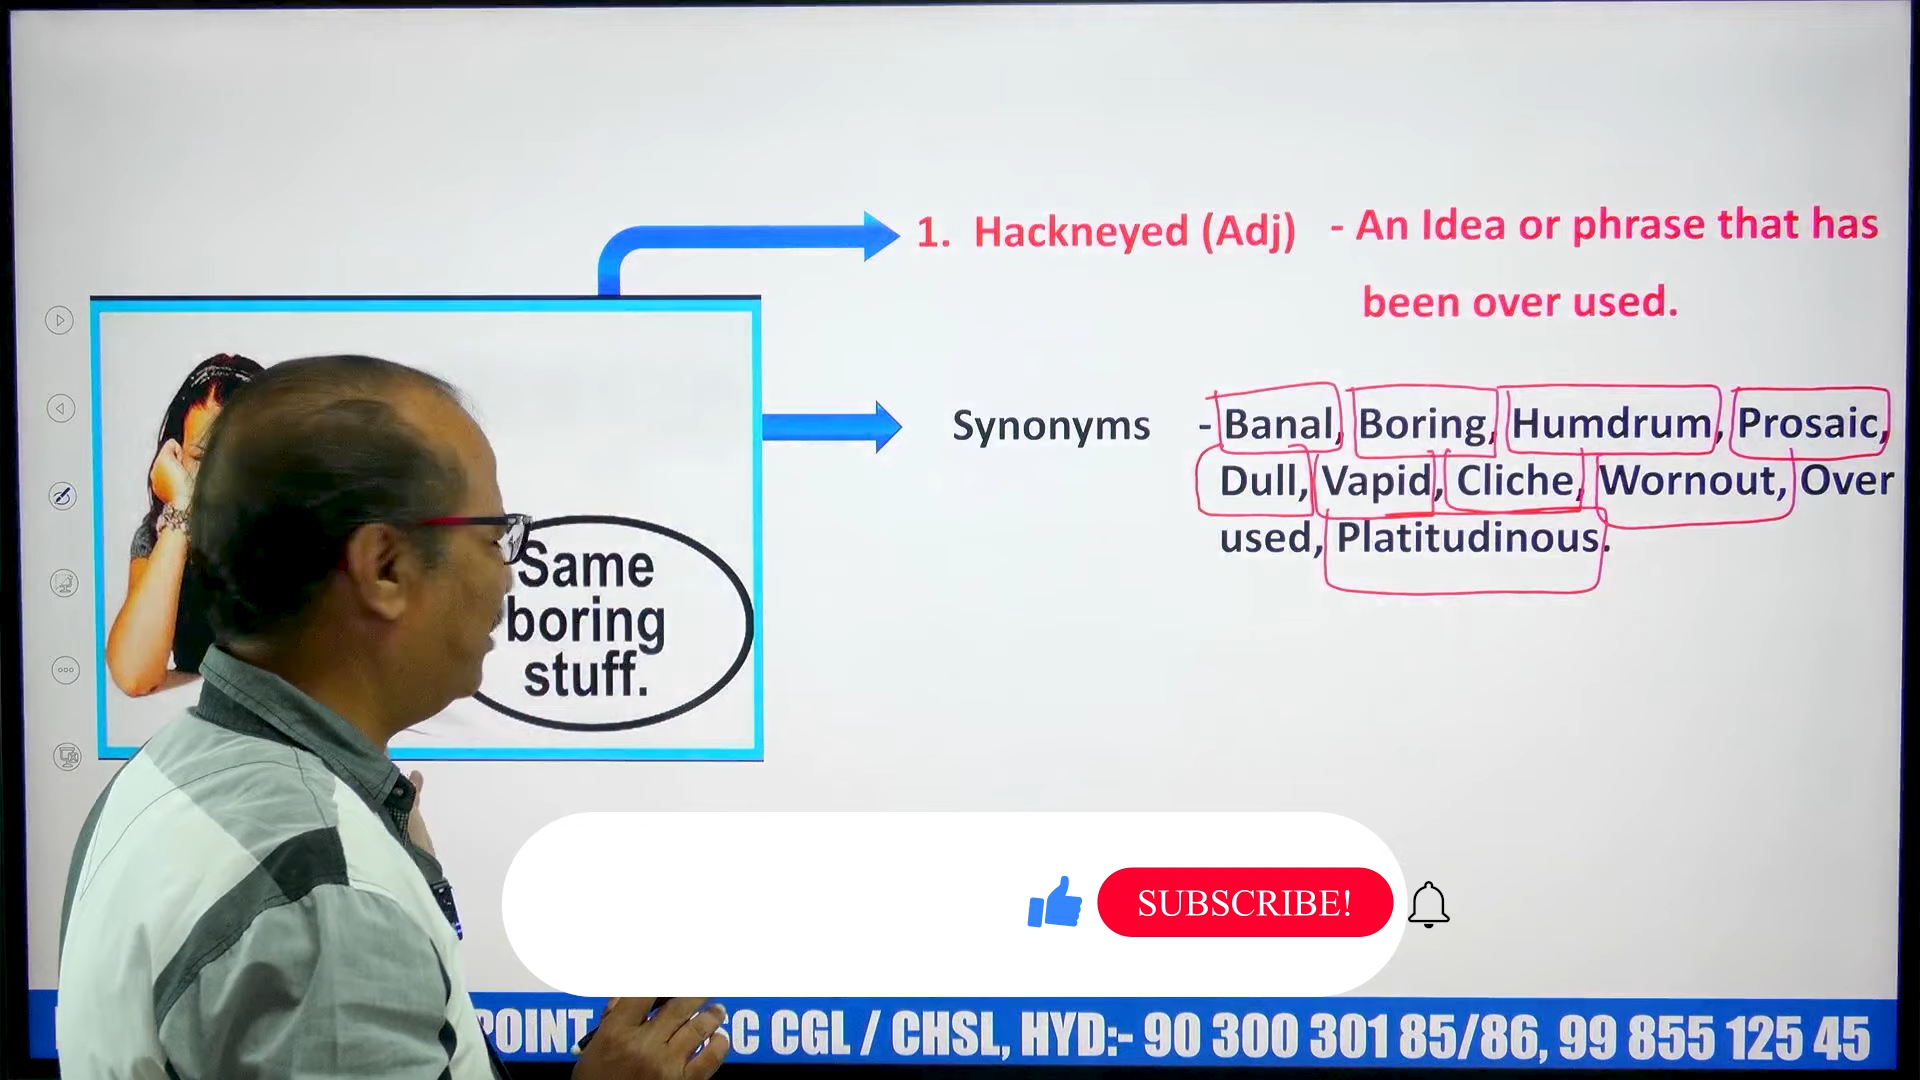 1. Hackneyed (Adj) - An Idea or phrase that has
been over used.
Synonyms - Banal, Boring, Humdrum, Prosaic,
Dull, Vapid, Cliche, Wornout, Over
used, Platitudinous.
Same
boring
stuff.
SUBSCRIBE!
POINT CGL / CHSL, HYD:- 90 300 301 85/86, 99 855 125 45